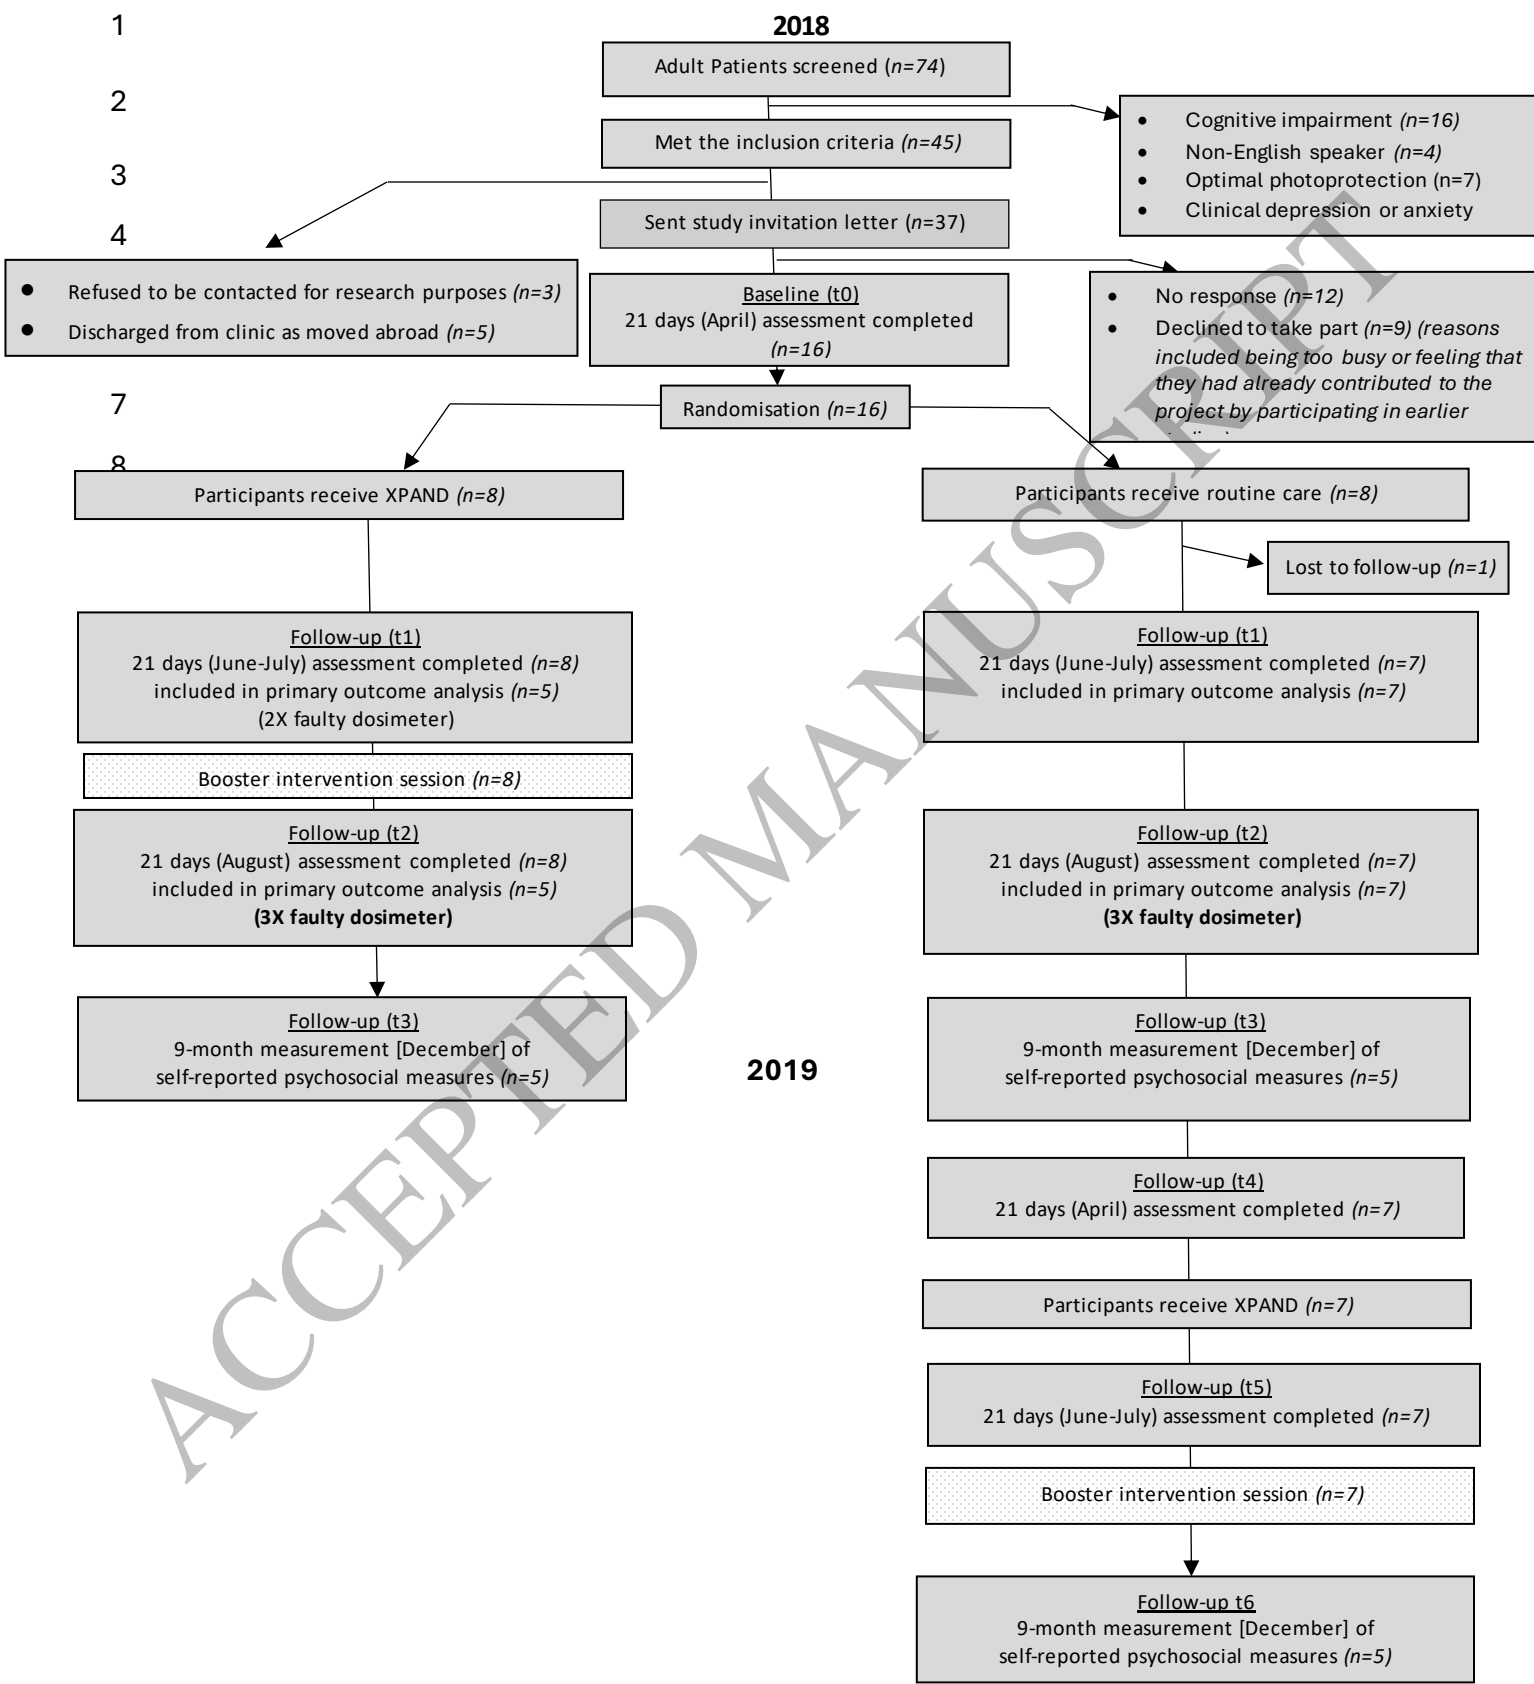 1
2018
Adult Patients screened (n=74)
2
• Cognitive impairment (n=16)
• Non-English speaker (n=4)
• Optimal photoprotection (n=7)
• Clinical depression or anxiety
Met the inclusion criteria (n=45)
3
Sent study invitation letter (n=37)
4
• Refused to be contacted for research purposes (n=3)
• Discharged from clinic as moved abroad (n=5)
Baseline (t0)
21 days (April) assessment completed
(n=16)
• No response (n=12)
• Declined to take part (n=9) (reasons
included being too busy or feeling that
they had already contributed to the
project by participating in earlier
7
Randomisation (n=16)
8
Participants receive XPAND (n=8)
Participants receive routine care (n=8)
Lost to follow-up (n=1)
Follow-up (t1)
21 days (June-July) assessment completed (n=8)
included in primary outcome analysis (n=5)
(2X faulty dosimeter)
Follow-up (t1)
21 days (June-July) assessment completed (n=7)
included in primary outcome analysis (n=7)
Booster intervention session (n=8)
Follow-up (t2)
21 days (August) assessment completed (n=8)
included in primary outcome analysis (n=5)
(3X faulty dosimeter)
Follow-up (t2)
21 days (August) assessment completed (n=7)
included in primary outcome analysis (n=7)
(3X faulty dosimeter)
Follow-up (t3)
9-month measurement [December] of
self-reported psychosocial measures (n=5)
2019
Follow-up (t3)
9-month measurement [December] of
self-reported psychosocial measures (n=5)
Follow-up (t4)
21 days (April) assessment completed (n=7)
Participants receive XPAND (n=7)
Follow-up (t5)
21 days (June-July) assessment completed (n=7)
Booster intervention session (n=7)
Follow-up t6
9-month measurement [December] of
self-reported psychosocial measures (n=5)
ACCEPTED MANUSCRIPT